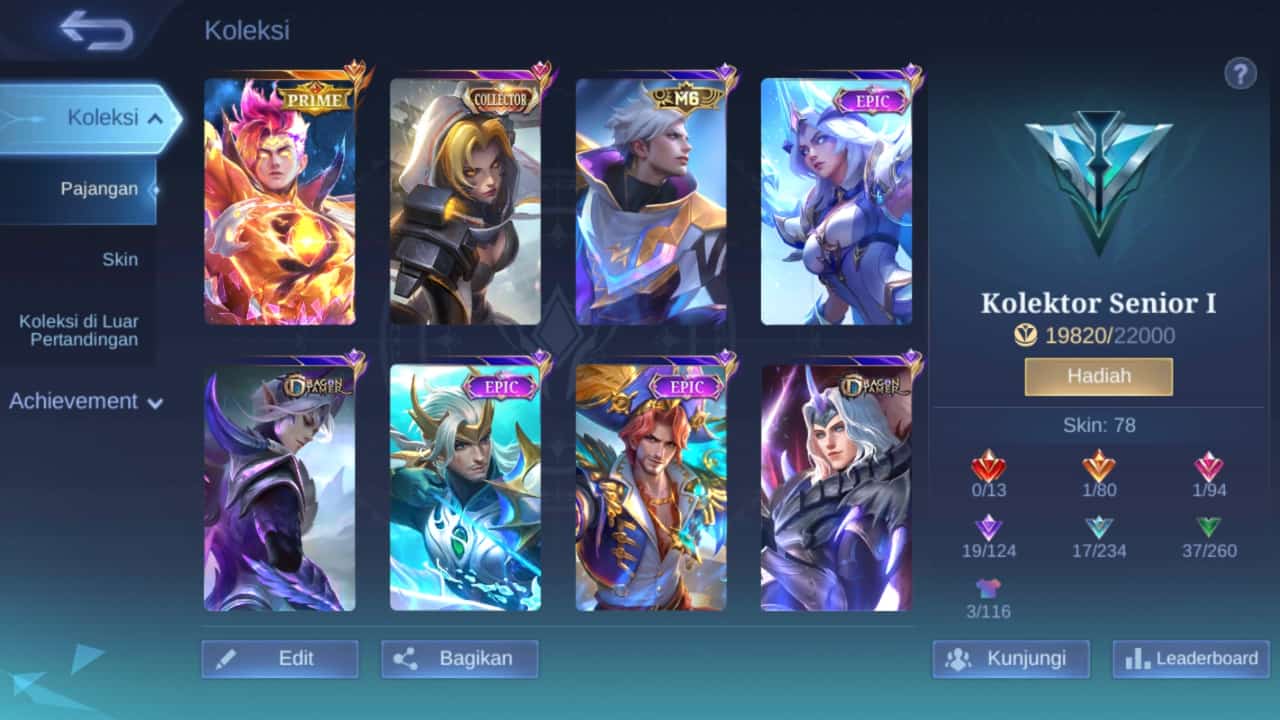 Koleksi
?
Koleksi
Pajangan
Skin
Koleksi di Luar
Pertandingan
Achievement
PRIME
COLLECTOR
M6
EPIC
DRAGON
TAMER
EPIC
EPIC
DRAGON
TAMER
Edit
Bagikan
Kolektor Senior I
19820/22000
Hadiah
Skin: 78
0/13
1/80
1/94
19/124
17/234
37/260
3/116
Kunjungi
Leaderboard